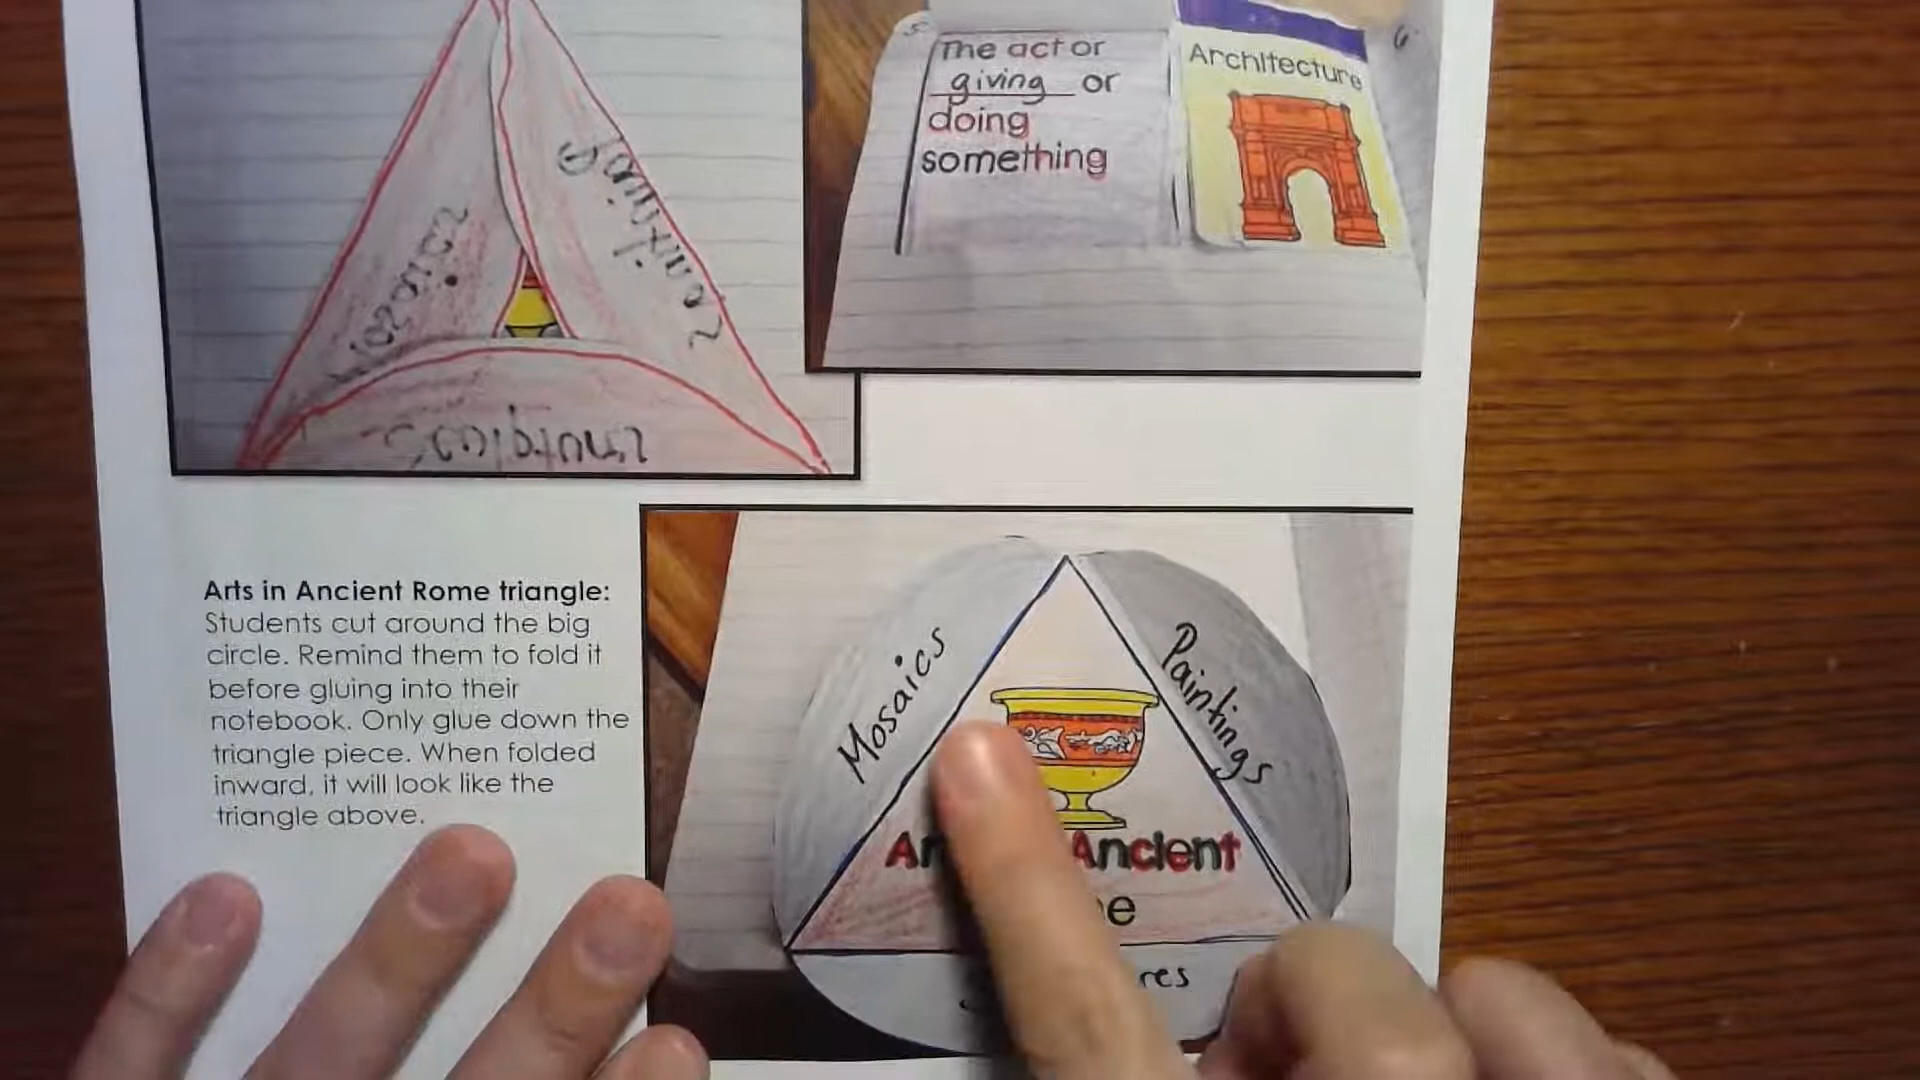 Mosaics
Paintings
The act or
giving or
doing
something
Architecture
Arts in Ancient Rome triangle:
Students cut around the big
circle. Remind them to fold it
before gluing into their
notebook. Only glue down the
triangle piece. When folded
inward, it will look like the
triangle above.
Mosaics
Paintings
Ancient